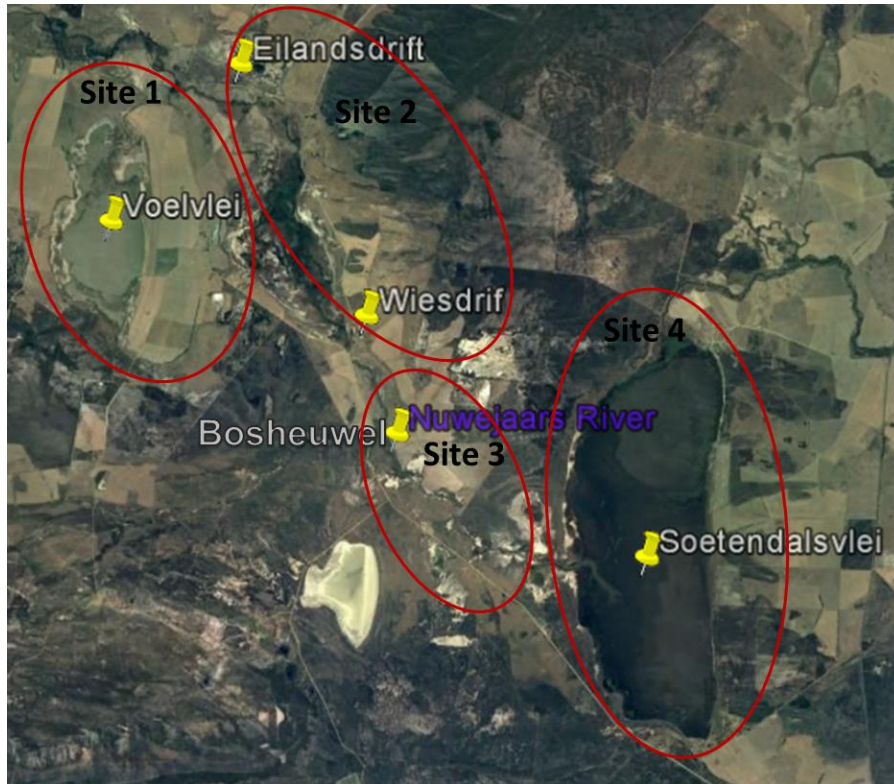 Eilandsdrift
Site 1
Site 2
Voelvlei
Wiesdrif
Site 4
Nuwejaars River
Bosheuwel
Site 3
Soetendalsvlei